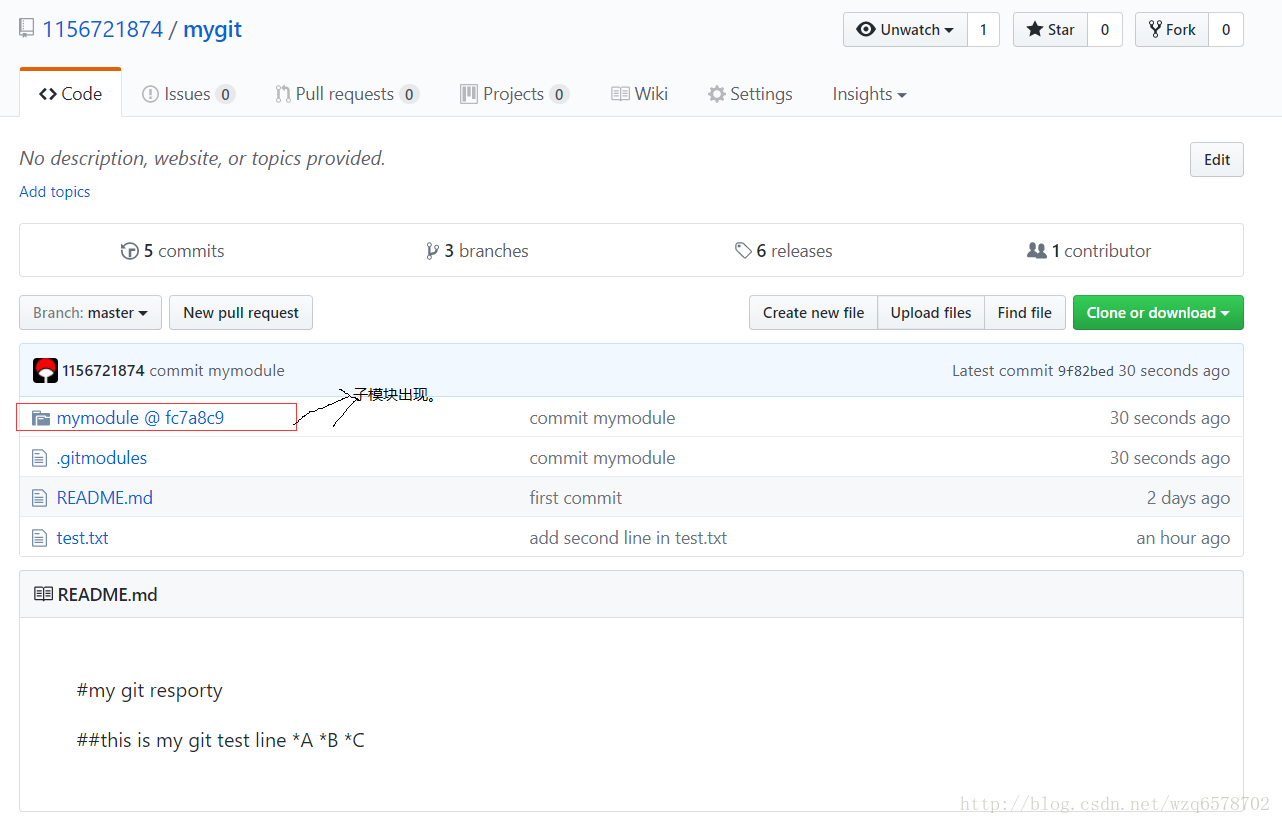 1156721874 / mygit
Unwatch 1 Star 0 Fork 0
Code Issues 0 Pull requests 0 Projects 0 Wiki Settings Insights
No description, website, or topics provided.
Edit
Add topics
5 commits 3 branches 6 releases 1 contributor
Branch: master New pull request Create new file Upload files Find file Clone or download
1156721874 commit mymodule Latest commit 9f82bed 30 seconds ago
子模块出现。
mymodule @ fc7a8c9 commit mymodule 30 seconds ago
.gitmodules commit mymodule 30 seconds ago
README.md first commit 2 days ago
test.txt add second line in test.txt an hour ago
README.md
#my git resporty
##this is my git test line *A *B *C
http://blog.csdn.net/wzq6578702